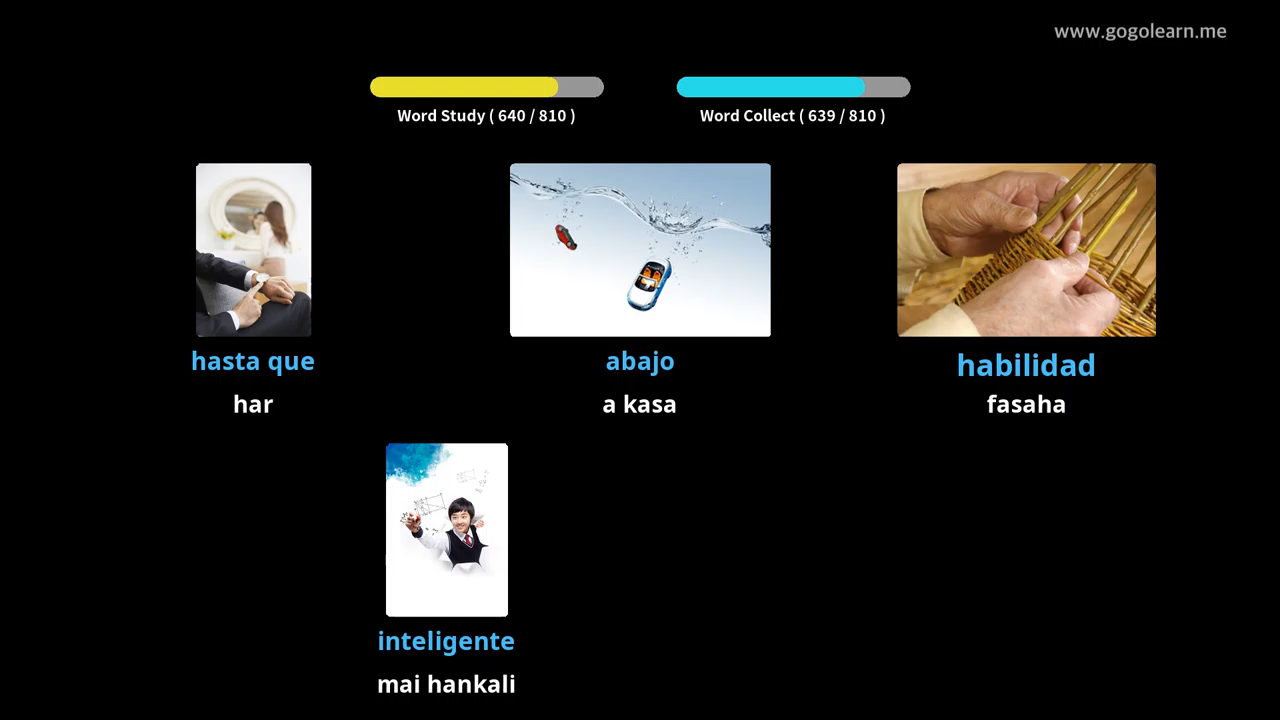 www.gogolearn.me
Word Study ( 640 / 810 )
Word Collect ( 639 / 810 )
hasta que
har
abajo
a kasa
habilidad
fasaha
inteligente
mai hankali